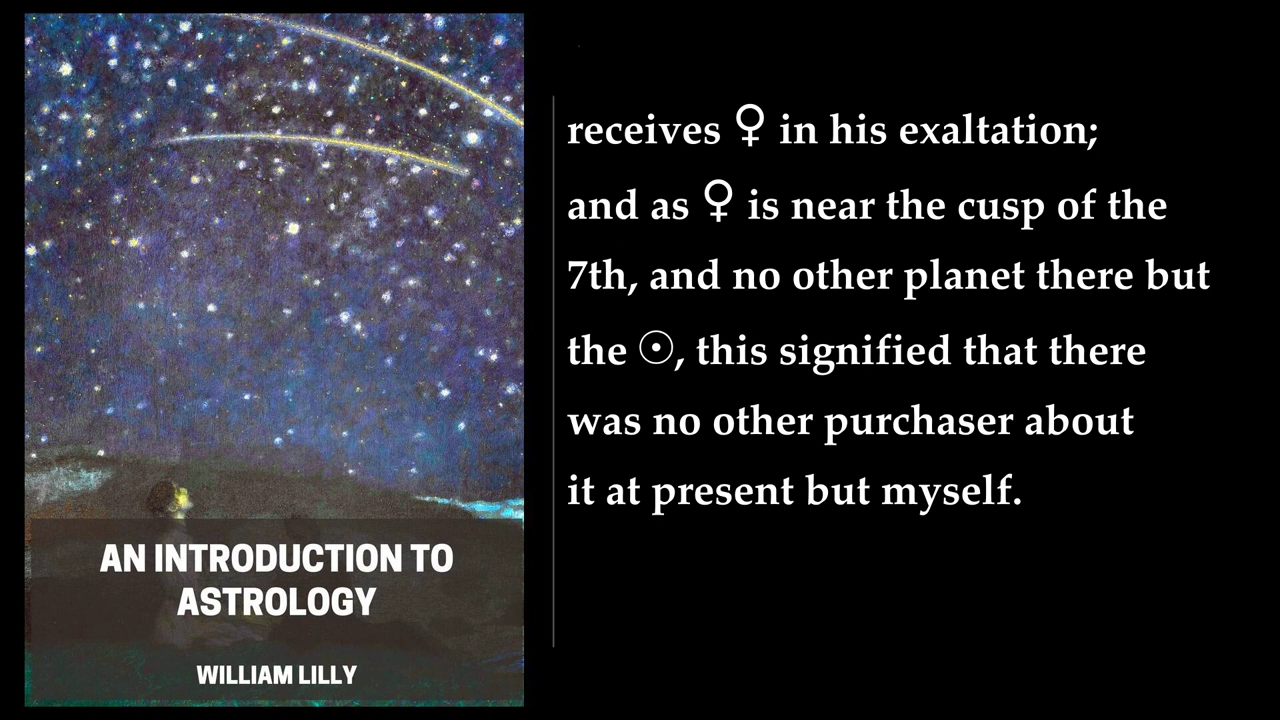 AN INTRODUCTION TO
ASTROLOGY
WILLIAM LILLY
receives ♀ in his exaltation;
and as ♀ is near the cusp of the
7th, and no other planet there but
the ☉, this signified that there
was no other purchaser about
it at present but myself.